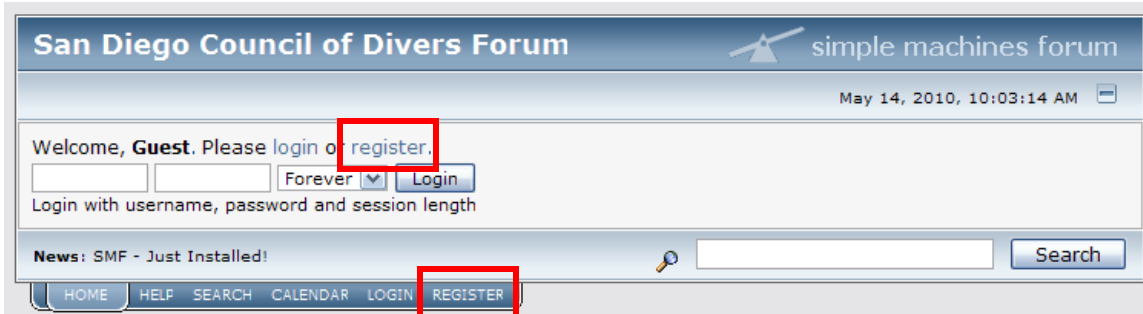 San Diego Council of Divers Forum simple machines forum
May 14, 2010, 10:03:14 AM
Welcome, Guest. Please login or register.
Forever Login
Login with username, password and session length
News: SMF - Just Installed! Search
HOME HELP SEARCH CALENDAR LOGIN REGISTER